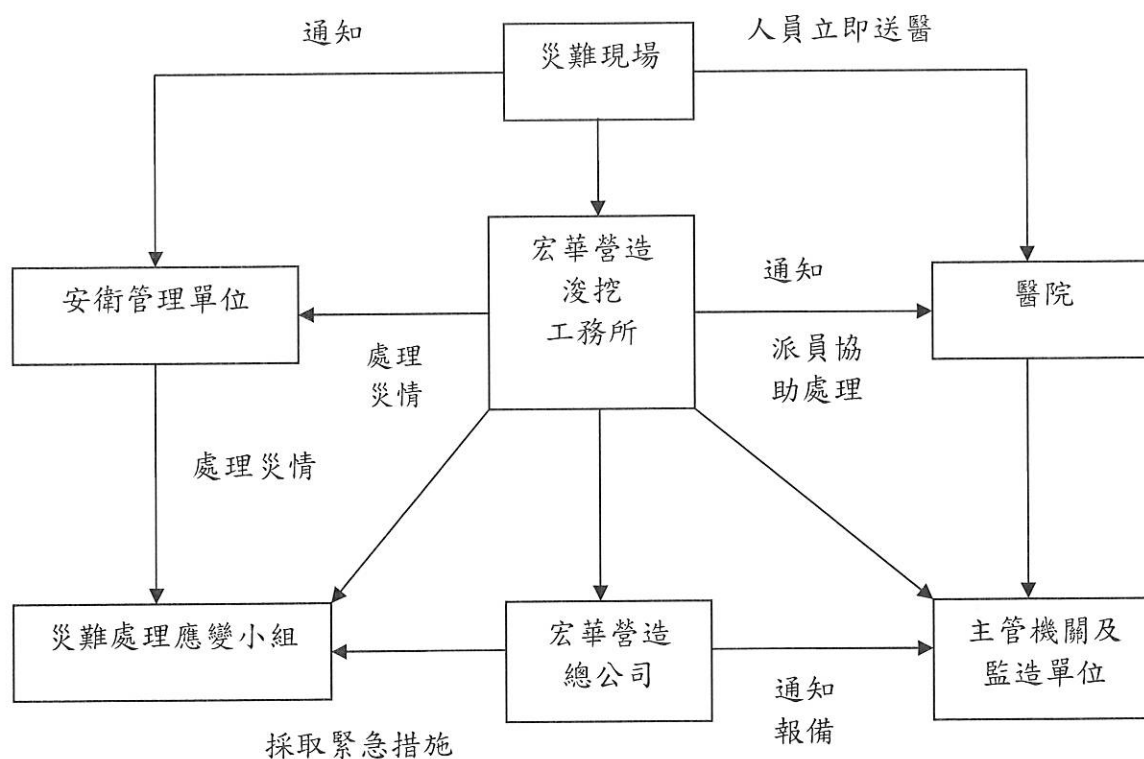 通知
人員立即送醫
災難現場
宏華營造
浚挖
工務所
安衛管理單位
通知
醫院
處理
災情
派員協
助處理
處理災情
災難處理應變小組
宏華營造
總公司
主管機關及
監造單位
通知
報備
採取緊急措施